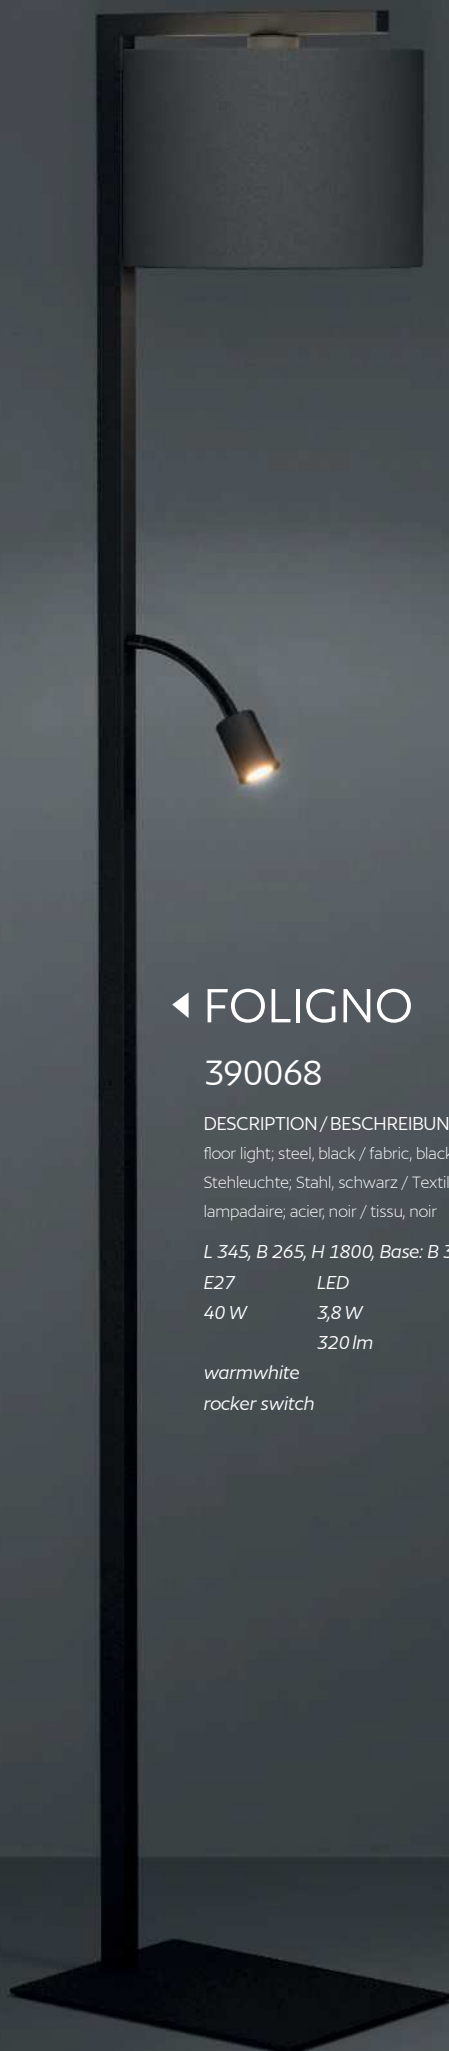 FOLIGNO
390068
DESCRIPTION / BESCHREIBUN
floor light; steel, black / fabric, black
Stehleuchte; Stahl, schwarz / Textil
lampadaire; acier, noir / tissu, noir
L 345, B 265, H 1800, Base: B 3
E27 LED
40 W 3,8 W
320 lm
warmwhite
rocker switch